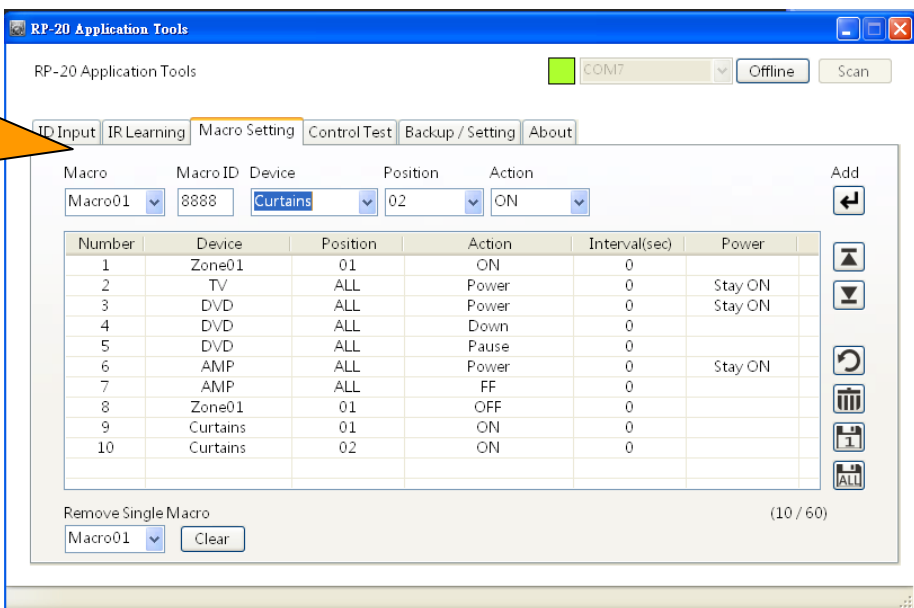 RP-20 Application Tools
RP-20 Application Tools COM7 Offline Scan
ID Input IR Learning Macro Setting Control Test Backup / Setting About
Macro Macro ID Device Position Action Add
Macro01 8888 Curtains 02 ON
Number Device Position Action Interval(sec) Power
1 Zone01 01 ON 0
2 TV ALL Power 0 Stay ON
3 DVD ALL Power 0 Stay ON
4 DVD ALL Down 0
5 DVD ALL Pause 0
6 AMP ALL Power 0 Stay ON
7 AMP ALL FF 0
8 Zone01 01 OFF 0
9 Curtains 01 ON 0
10 Curtains 02 ON 0
1
ALL
Remove Single Macro (10 / 60)
Macro01 Clear